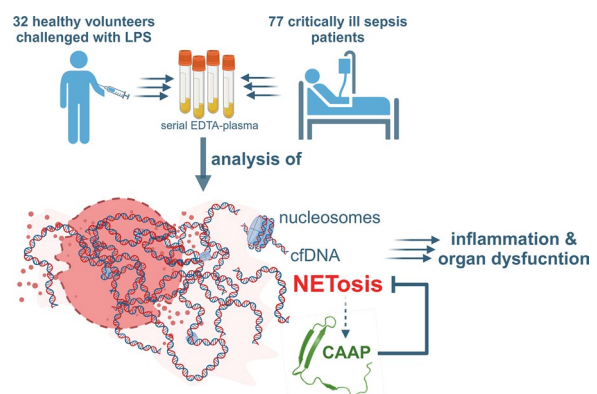 32 healthy volunteers
challenged with LPS
77 critically ill sepsis
patients
serial EDTA-plasma
analysis of
nucleosomes
cfDNA
NETosis
inflammation &
organ dysfucntion
CAAP